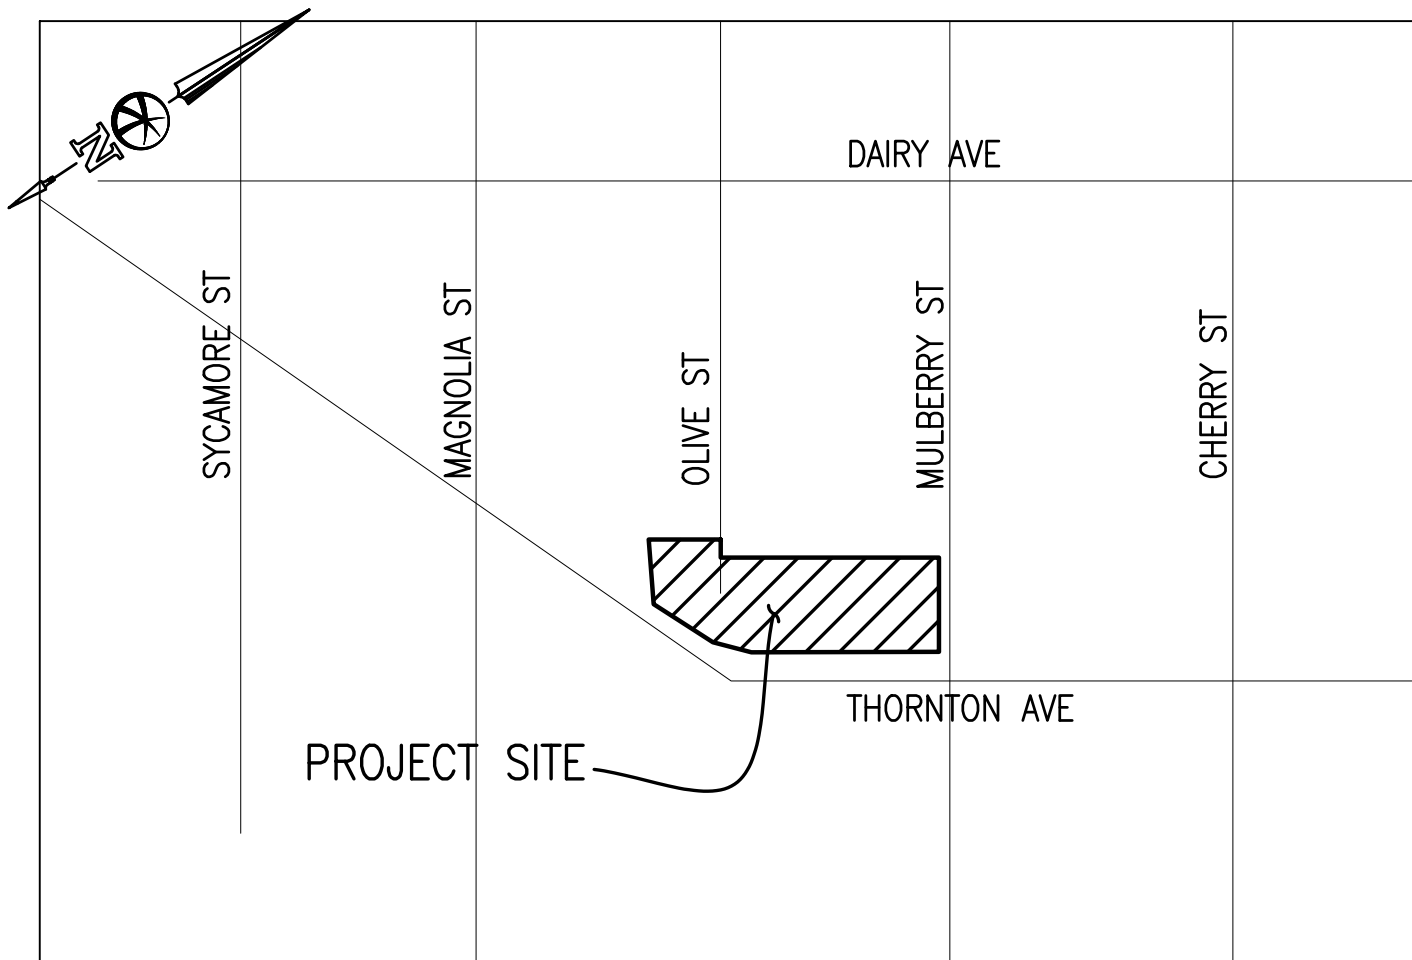 N
DAIRY AVE
SYCAMORE ST
MAGNOLIA ST
OLIVE ST
MULBERRY ST
CHERRY ST
THORNTON AVE
PROJECT SITE